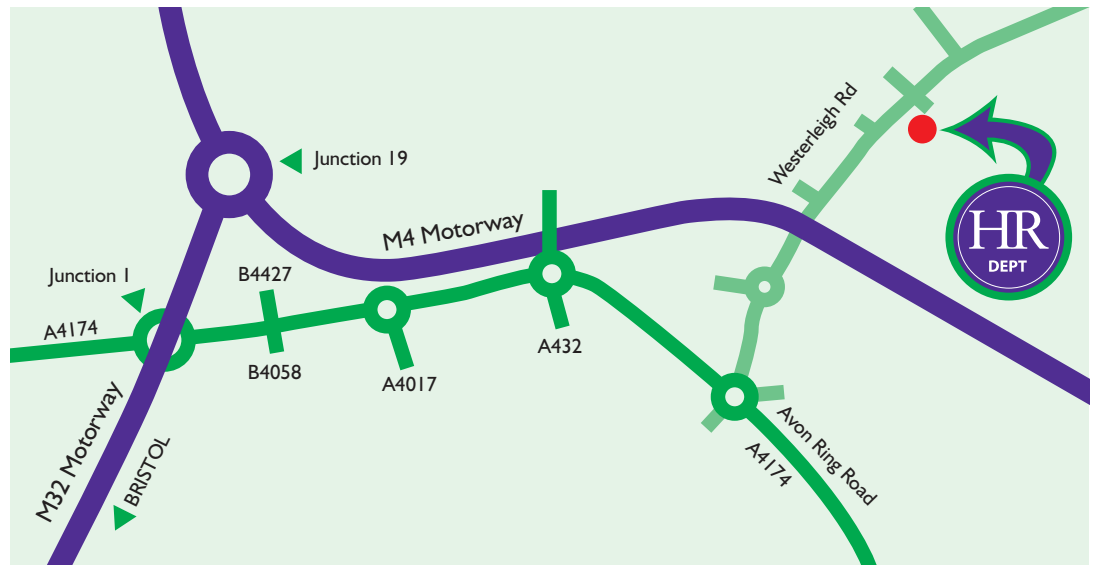 Westerleigh Rd
Junction 19
HR
DEPT
M4 Motorway
Junction 1
B4427
A4174
A432
B4058
A4017
M32 Motorway
BRISTOL
Avon Ring Road
A4174